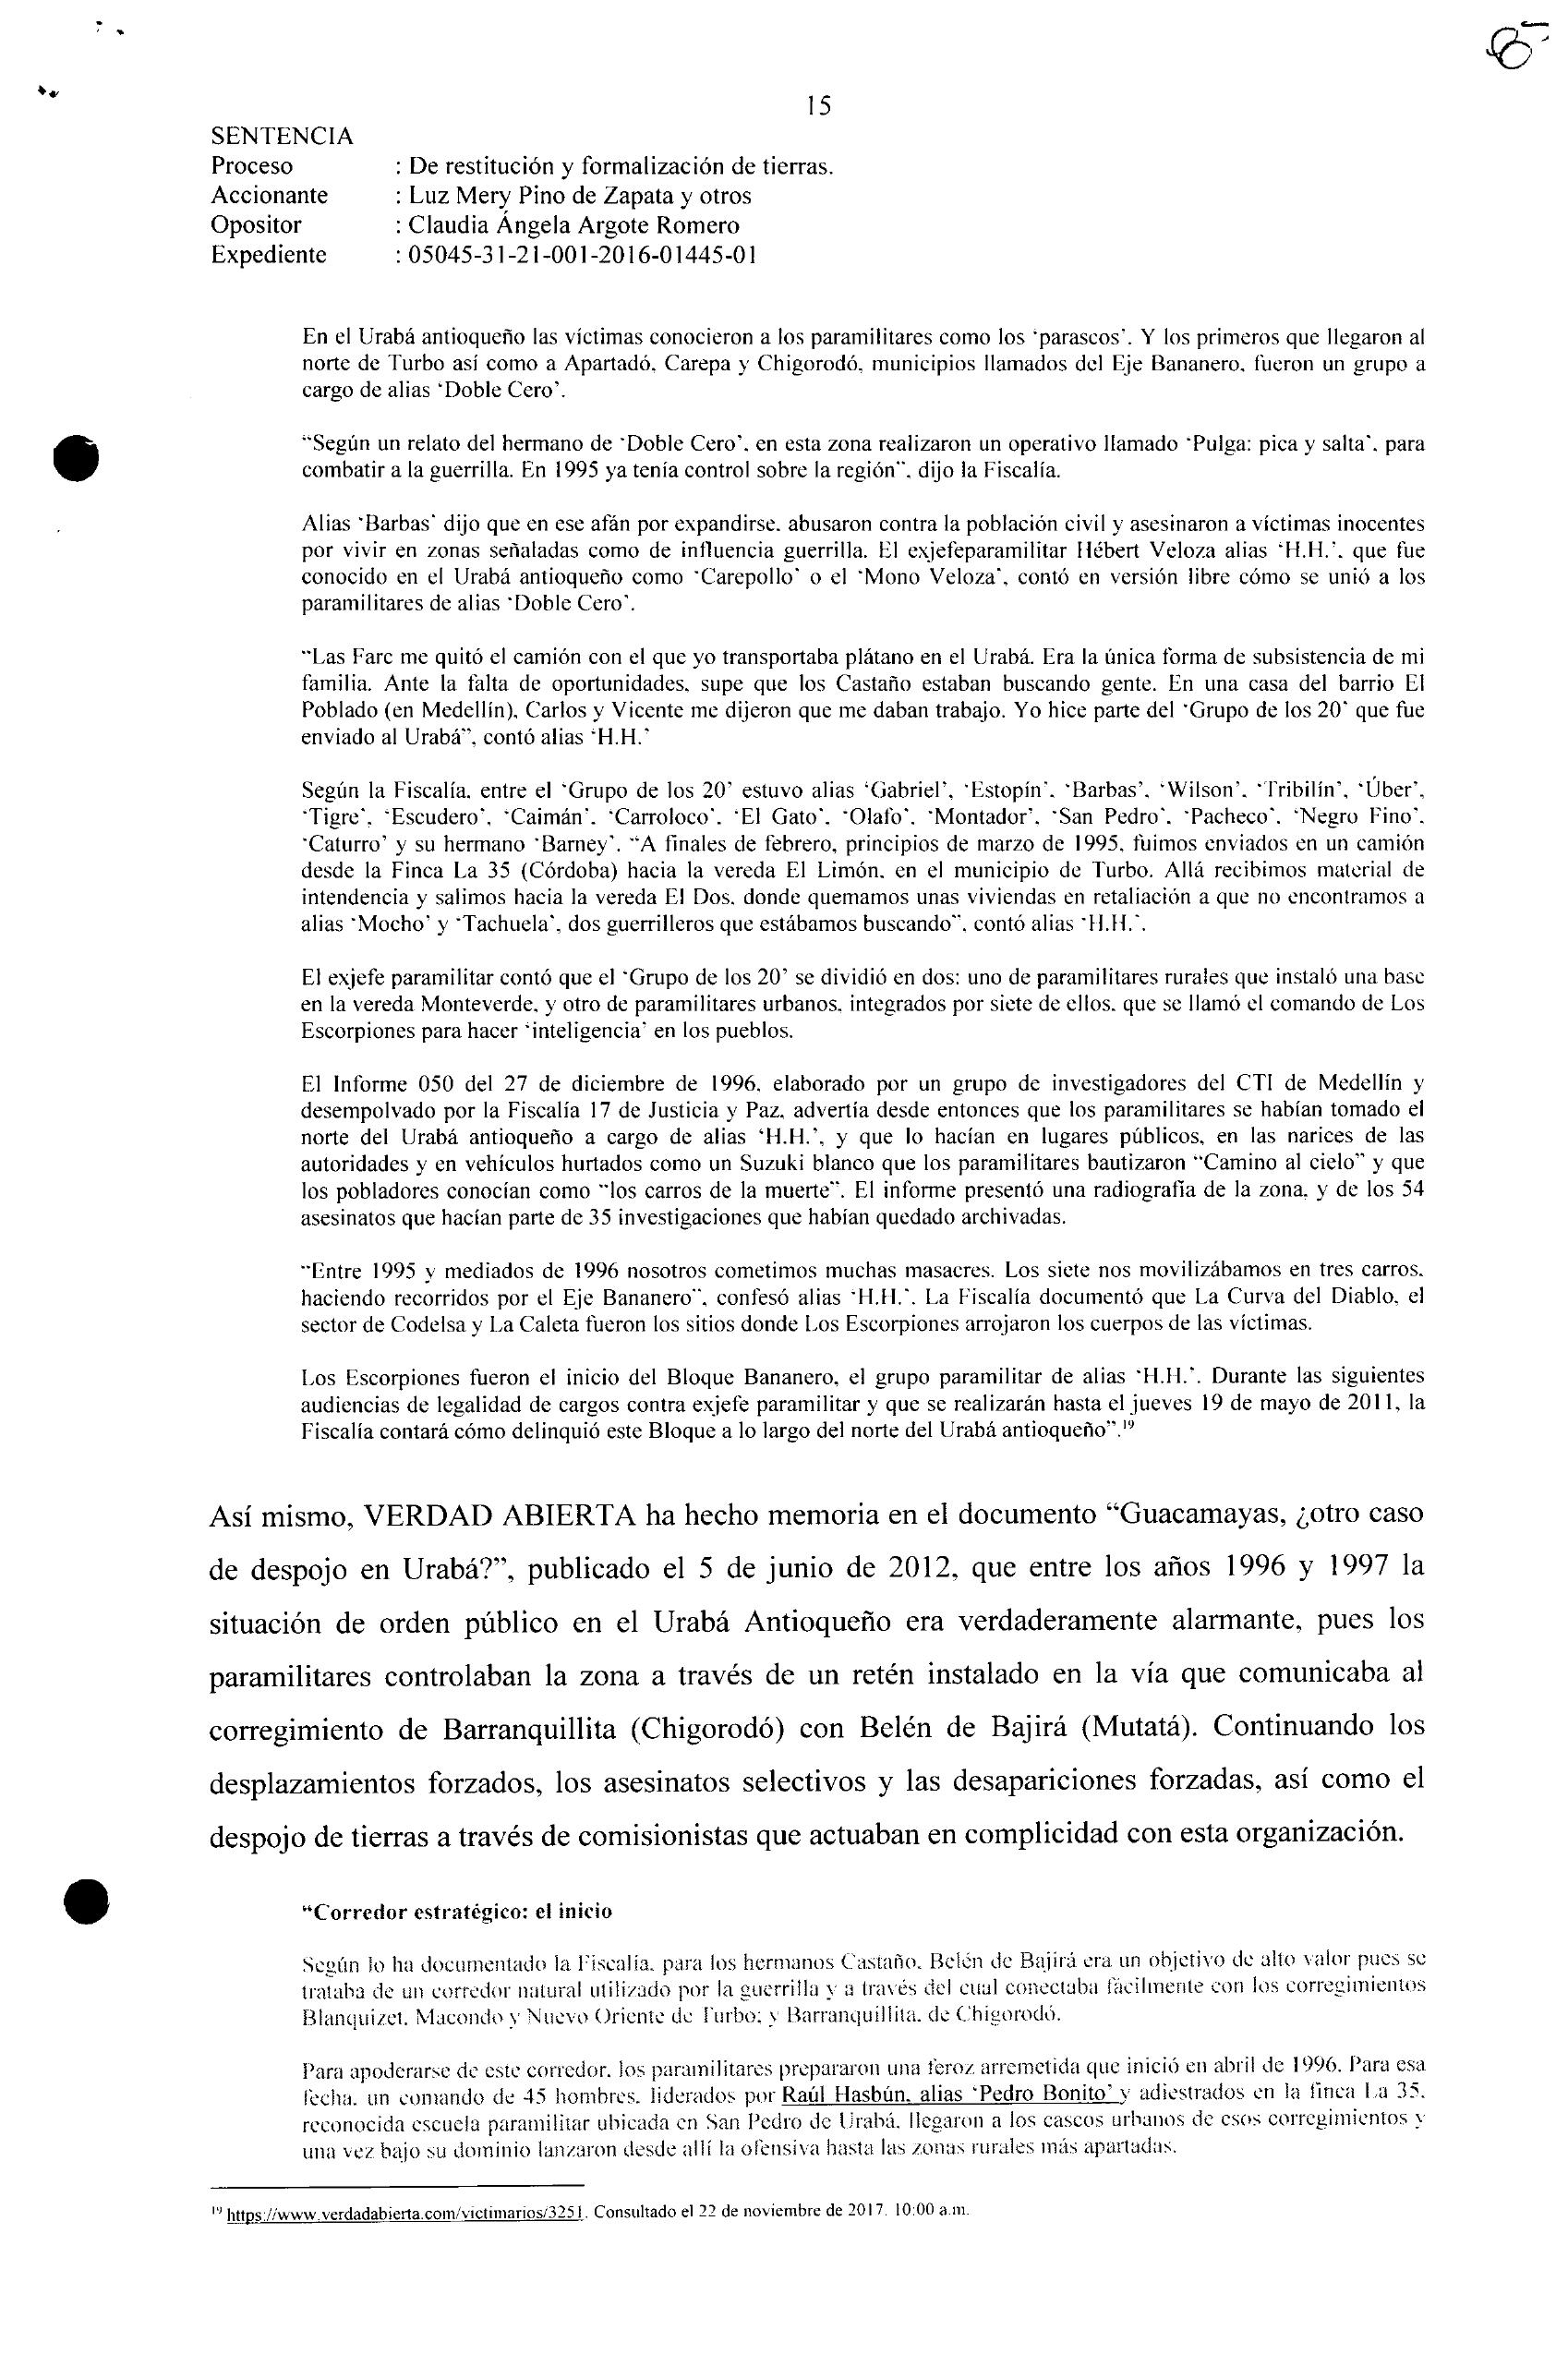 15
SENTENCIA
Proceso : De restitución y formalización de tierras.
Accionante : Luz Mery Pino de Zapata y otros
Opositor : Claudia Ángela Argote Romero
Expediente : 05045-31-21-001-2016-01445-01
En el Urabá antioqueño las víctimas conocieron a los paramilitares como los ‘parascos’. Y los primeros que llegaron al
norte de Turbo así como a Apartadó, Carepa y Chigorodó, municipios llamados del Eje Bananero, fueron un grupo a
cargo de alias ‘Doble Cero’.
“Según un relato del hermano de ‘Doble Cero’, en esta zona realizaron un operativo llamado ‘Pulga: pica y salta’, para
combatir a la guerrilla. En 1995 ya tenía control sobre la región”, dijo la Fiscalía.
Alias ‘Barbas’ dijo que en ese afán por expandirse, abusaron contra la población civil y asesinaron a víctimas inocentes
por vivir en zonas señaladas como de influencia guerrilla. El exjefeparamilitar Hébert Veloza alias ‘H.H.’, que fue
conocido en el Urabá antioqueño como ‘Carepollo’ o el ‘Mono Veloza’, contó en versión libre cómo se unió a los
paramilitares de alias ‘Doble Cero’.
“Las Farc me quitó el camión con el que yo transportaba plátano en el Urabá. Era la única forma de subsistencia de mi
familia. Ante la falta de oportunidades, supe que los Castaño estaban buscando gente. En una casa del barrio El
Poblado (en Medellín), Carlos y Vicente me dijeron que me daban trabajo. Yo hice parte del ‘Grupo de los 20’ que fue
enviado al Urabá”, contó alias ‘H.H.’
Según la Fiscalía, entre el ‘Grupo de los 20’ estuvo alias ‘Gabriel’, ‘Estopín’, ‘Barbas’, ‘Wilson’, ‘Tribilín’, ‘Úber’,
‘Tigre’, ‘Escudero’, ‘Caimán’, ‘Carroloco’, ‘El Gato’, ‘Olafo’, ‘Montador’, ‘San Pedro’, ‘Pacheco’, ‘Negro Fino’,
‘Caturro’ y su hermano ‘Barney’. “A finales de febrero, principios de marzo de 1995, fuimos enviados en un camión
desde la Finca La 35 (Córdoba) hacia la vereda El Limón, en el municipio de Turbo. Allá recibimos material de
intendencia y salimos hacia la vereda El Dos, donde quemamos unas viviendas en retaliación a que no encontramos a
alias ‘Mocho’ y ‘Tachuela’, dos guerrilleros que estábamos buscando”, contó alias ‘H.H.’.
El exjefe paramilitar contó que el ‘Grupo de los 20’ se dividió en dos: uno de paramilitares rurales que instaló una base
en la vereda Monteverde, y otro de paramilitares urbanos, integrados por siete de ellos, que se llamó el comando de Los
Escorpiones para hacer ‘inteligencia’ en los pueblos.
El Informe 050 del 27 de diciembre de 1996, elaborado por un grupo de investigadores del CTI de Medellín y
desempolvado por la Fiscalía 17 de Justicia y Paz, advertía desde entonces que los paramilitares se habían tomado el
norte del Urabá antioqueño a cargo de alias ‘H.H.’, y que lo hacían en lugares públicos, en las narices de las
autoridades y en vehículos hurtados como un Suzuki blanco que los paramilitares bautizaron “Camino al cielo” y que
los pobladores conocían como “los carros de la muerte”. El informe presentó una radiografía de la zona, y de los 54
asesinatos que hacían parte de 35 investigaciones que habían quedado archivadas.
“Entre 1995 y mediados de 1996 nosotros cometimos muchas masacres. Los siete nos movilizábamos en tres carros,
haciendo recorridos por el Eje Bananero”, confesó alias ‘H.H.’. La Fiscalía documentó que La Curva del Diablo, el
sector de Codelsa y La Caleta fueron los sitios donde Los Escorpiones arrojaron los cuerpos de las víctimas.
Los Escorpiones fueron el inicio del Bloque Bananero, el grupo paramilitar de alias ‘H.H.’. Durante las siguientes
audiencias de legalidad de cargos contra exjefe paramilitar y que se realizarán hasta el jueves 19 de mayo de 2011, la
Fiscalía contará cómo delinquió este Bloque a lo largo del norte del Urabá antioqueño”.19
Así mismo, VERDAD ABIERTA ha hecho memoria en el documento “Guacamayas, ¿otro caso
de despojo en Urabá?”, publicado el 5 de junio de 2012, que entre los años 1996 y 1997 la
situación de orden público en el Urabá Antioqueño era verdaderamente alarmante, pues los
paramilitares controlaban la zona a través de un retén instalado en la vía que comunicaba al
corregimiento de Barranquillita (Chigorodó) con Belén de Bajirá (Mutatá). Continuando los
desplazamientos forzados, los asesinatos selectivos y las desapariciones forzadas, así como el
despojo de tierras a través de comisionistas que actuaban en complicidad con esta organización.
“Corredor estratégico: el inicio
Según lo ha documentado la Fiscalía, para los hermanos Castaño, Belén de Bajirá era un objetivo de alto valor pues se
trataba de un corredor natural utilizado por la guerrilla y a través del cual conectaba fácilmente con los corregimientos
Blanquizet, Macondo y Nuevo Oriente de Turbo; y Barranquillita, de Chigorodó.
Para apoderarse de este corredor, los paramilitares prepararon una feroz arremetida que inició en abril de 1996. Para esa
fecha, un comando de 45 hombres, liderados por Raúl Hasbún, alias ‘Pedro Bonito’ y adiestrados en la finca La 35,
reconocida escuela paramilitar ubicada en San Pedro de Urabá, llegaron a los cascos urbanos de esos corregimientos y
una vez bajo su dominio lanzaron desde allí la ofensiva hasta las zonas rurales más apartadas.
19 https://www.verdadabierta.com/victimarios/3251. Consultado el 22 de noviembre de 2017. 10:00 a.m.